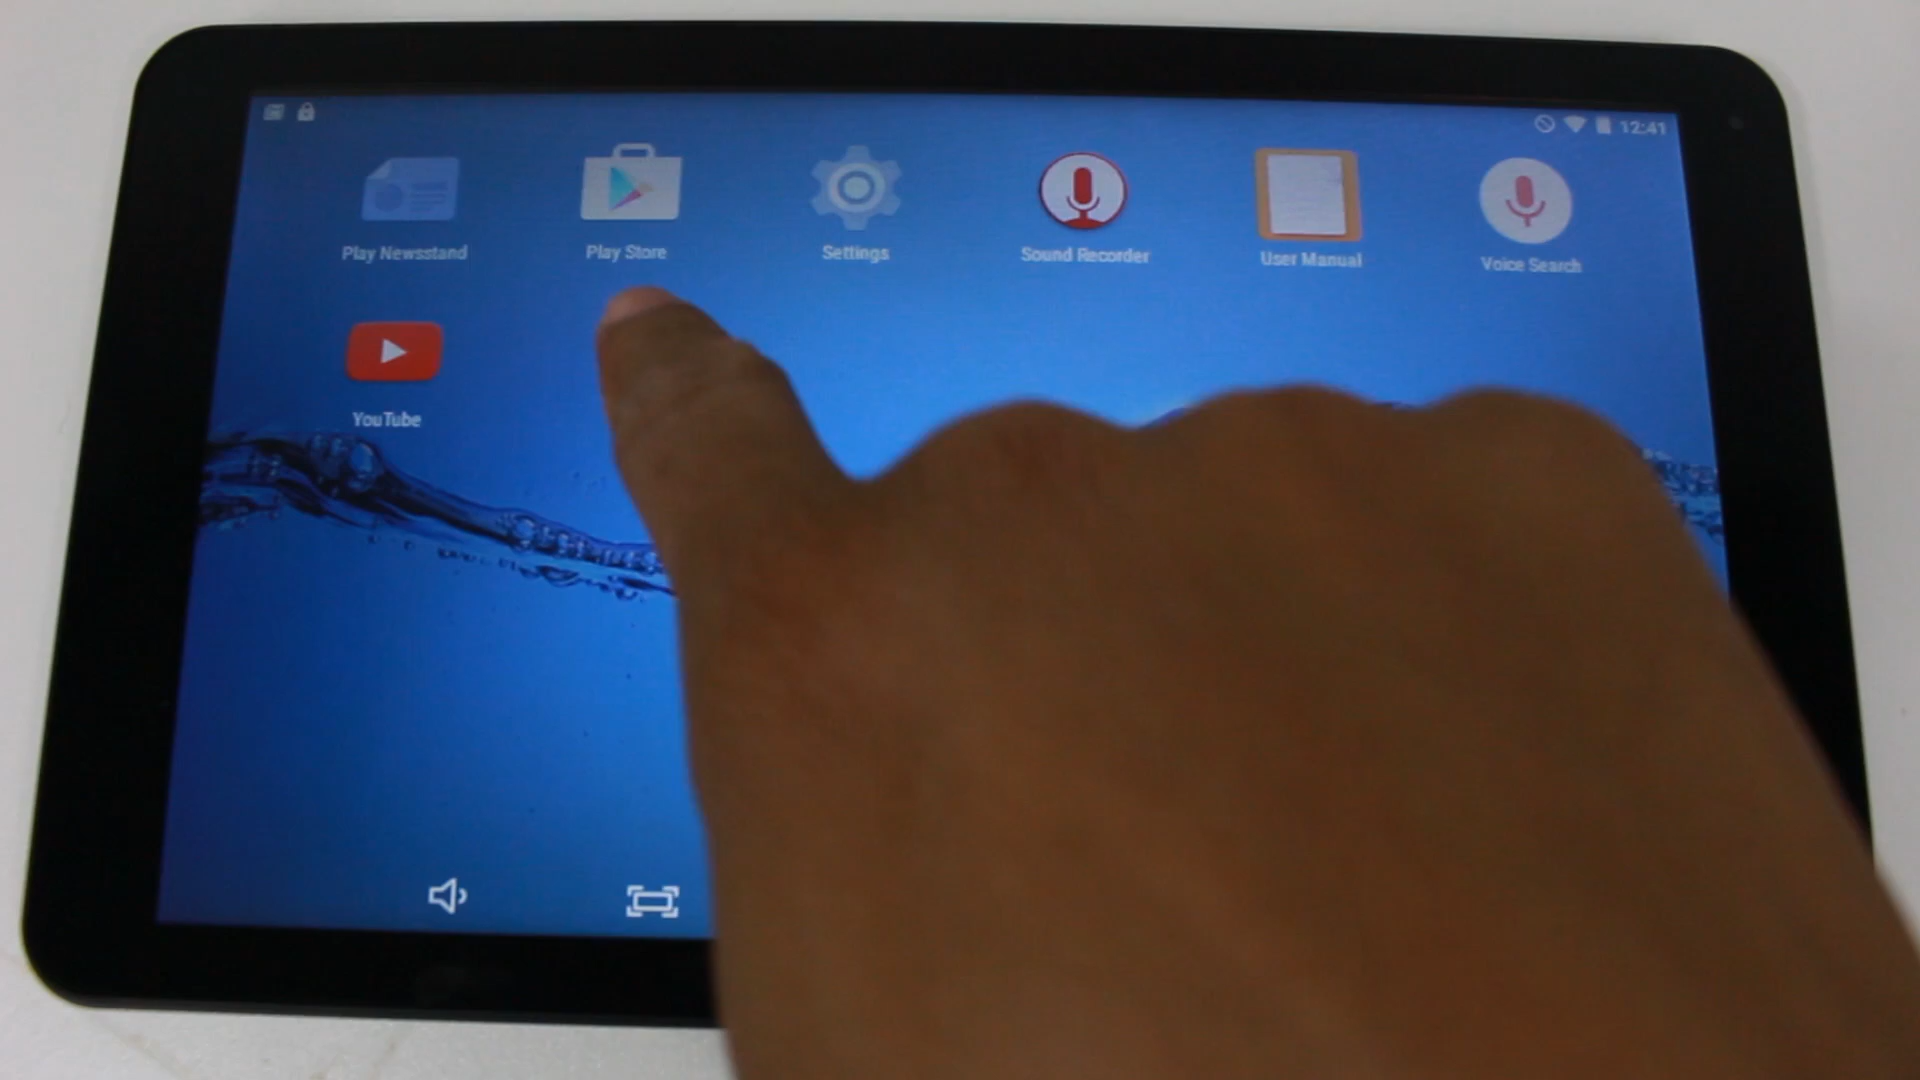 12:41
Play Newsstand
Play Store
Settings
Sound Recorder
User Manual
Voice Search
YouTube